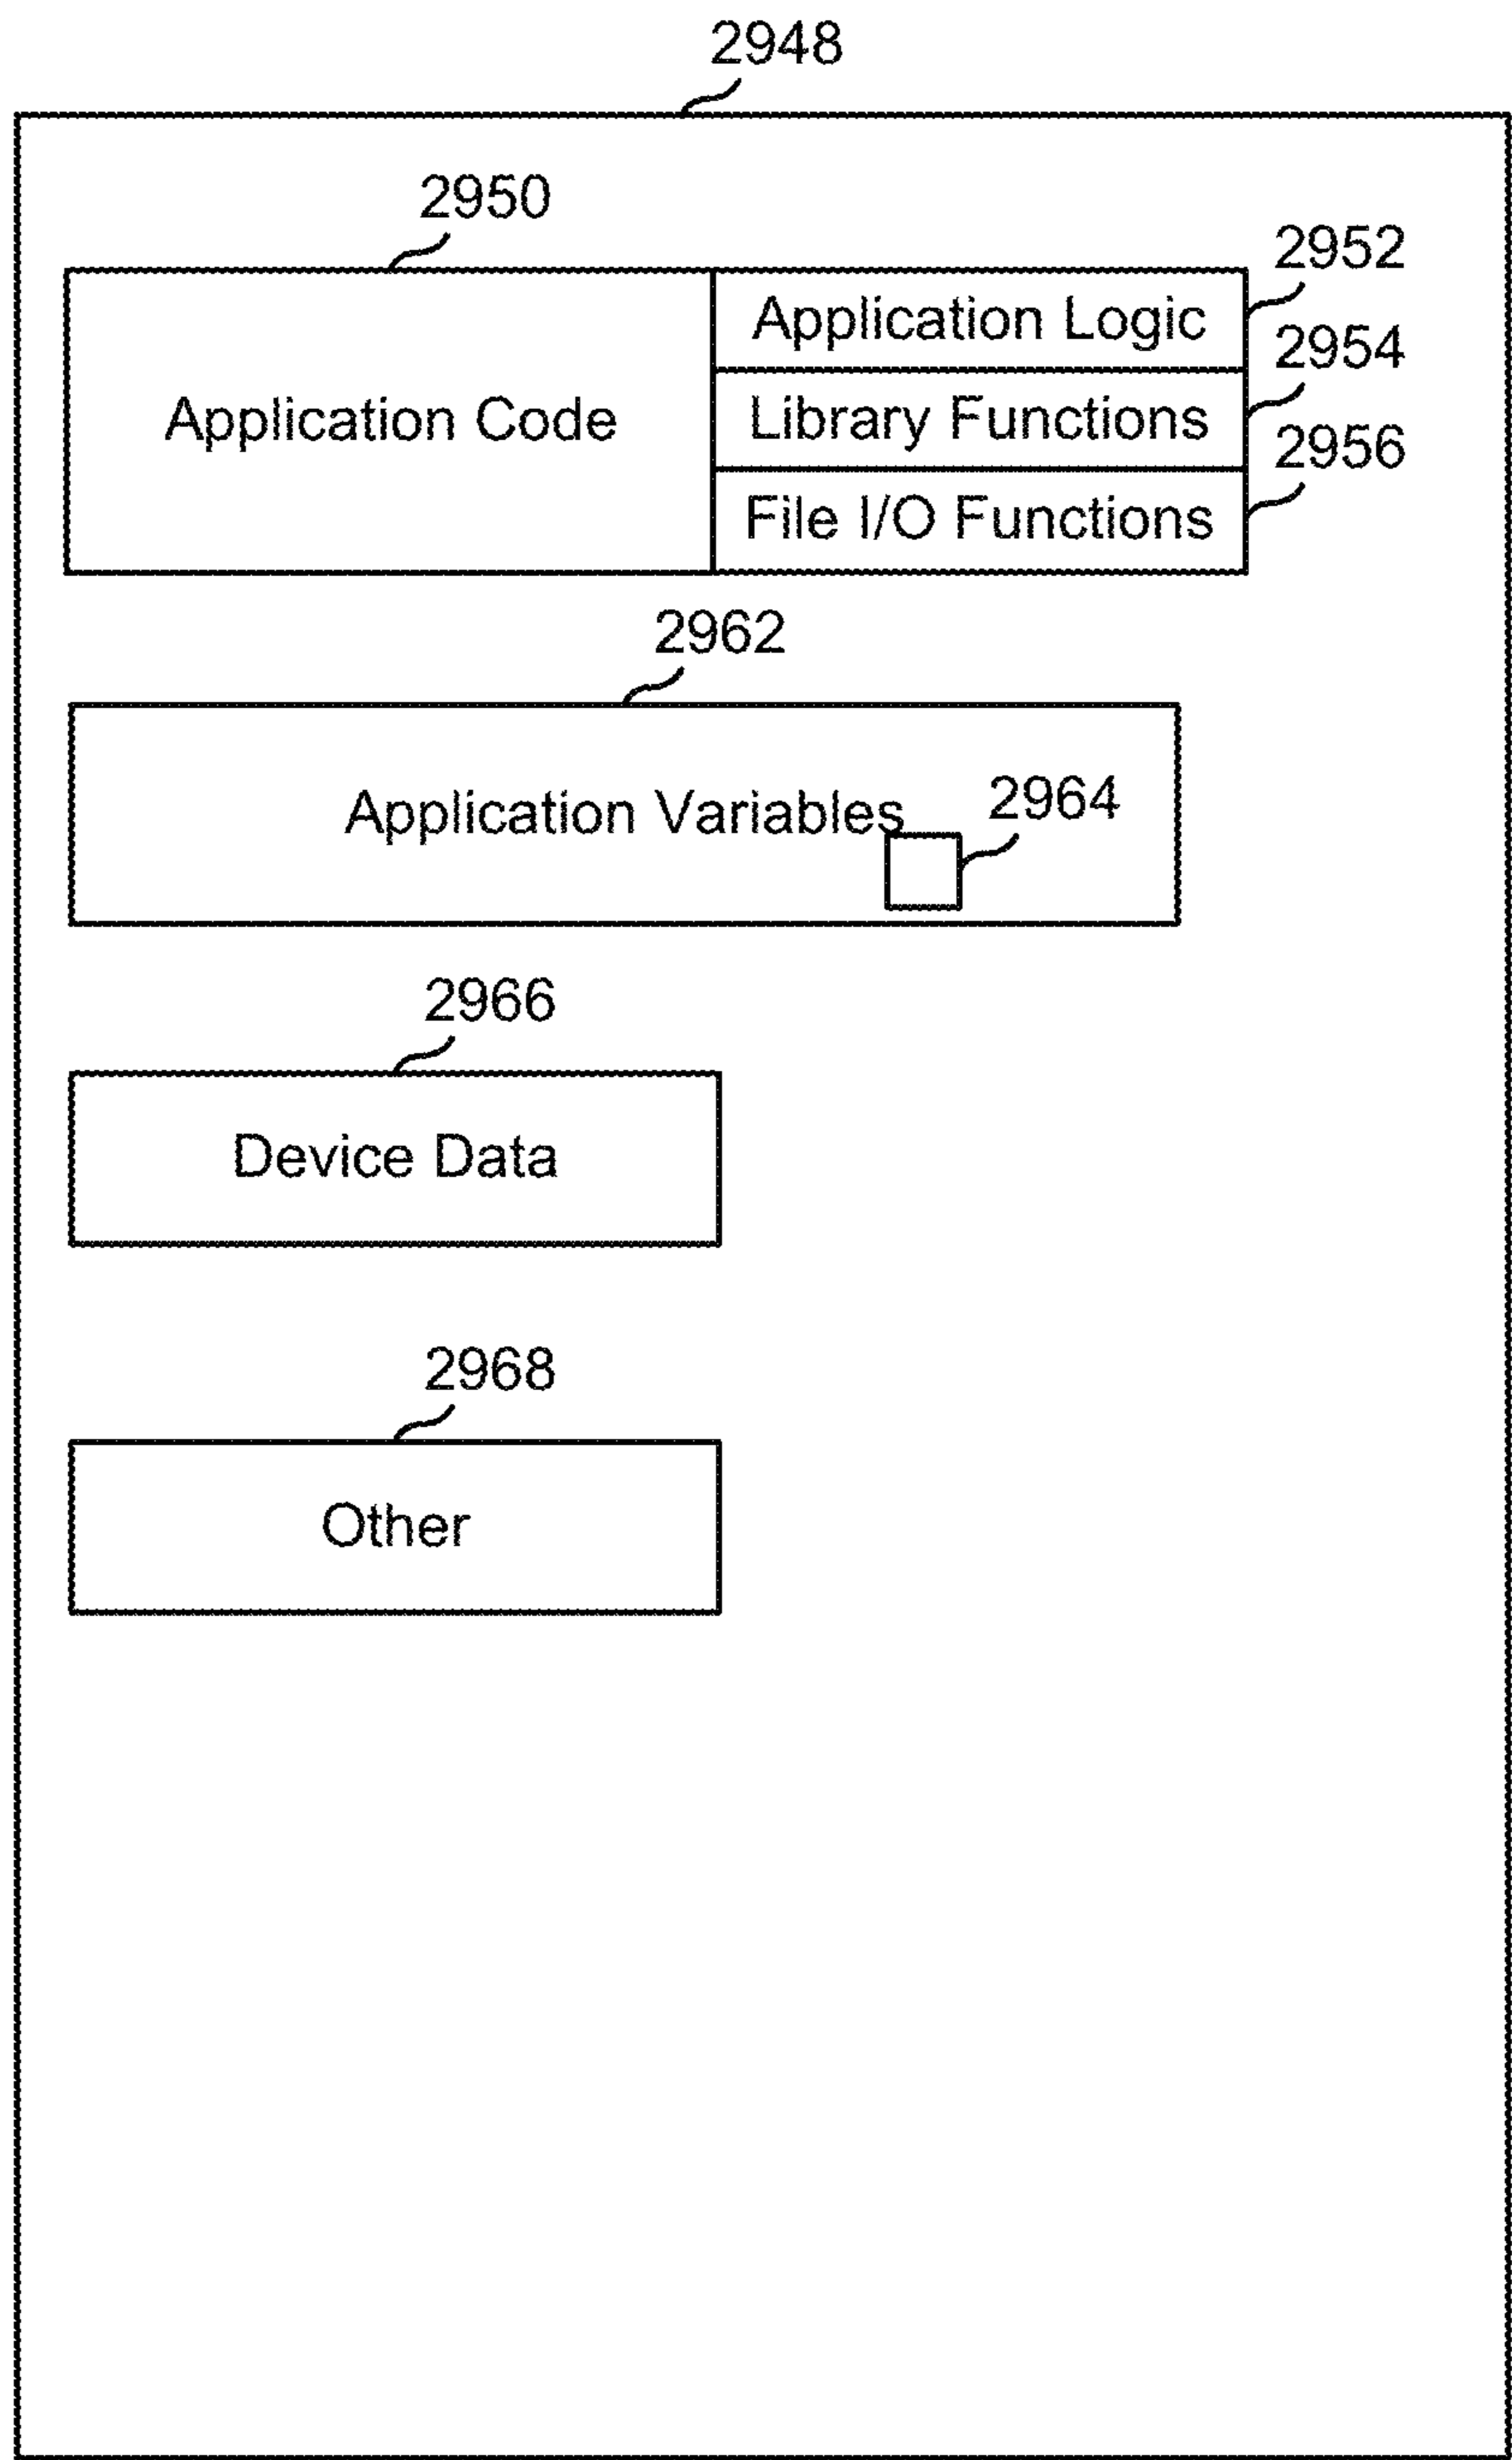 2948
2950
2952
Application Logic
2954
Application Code
Library Functions
2956
File I/O Functions
2962
Application Variables
2964
2966
Device Data
2968
Other